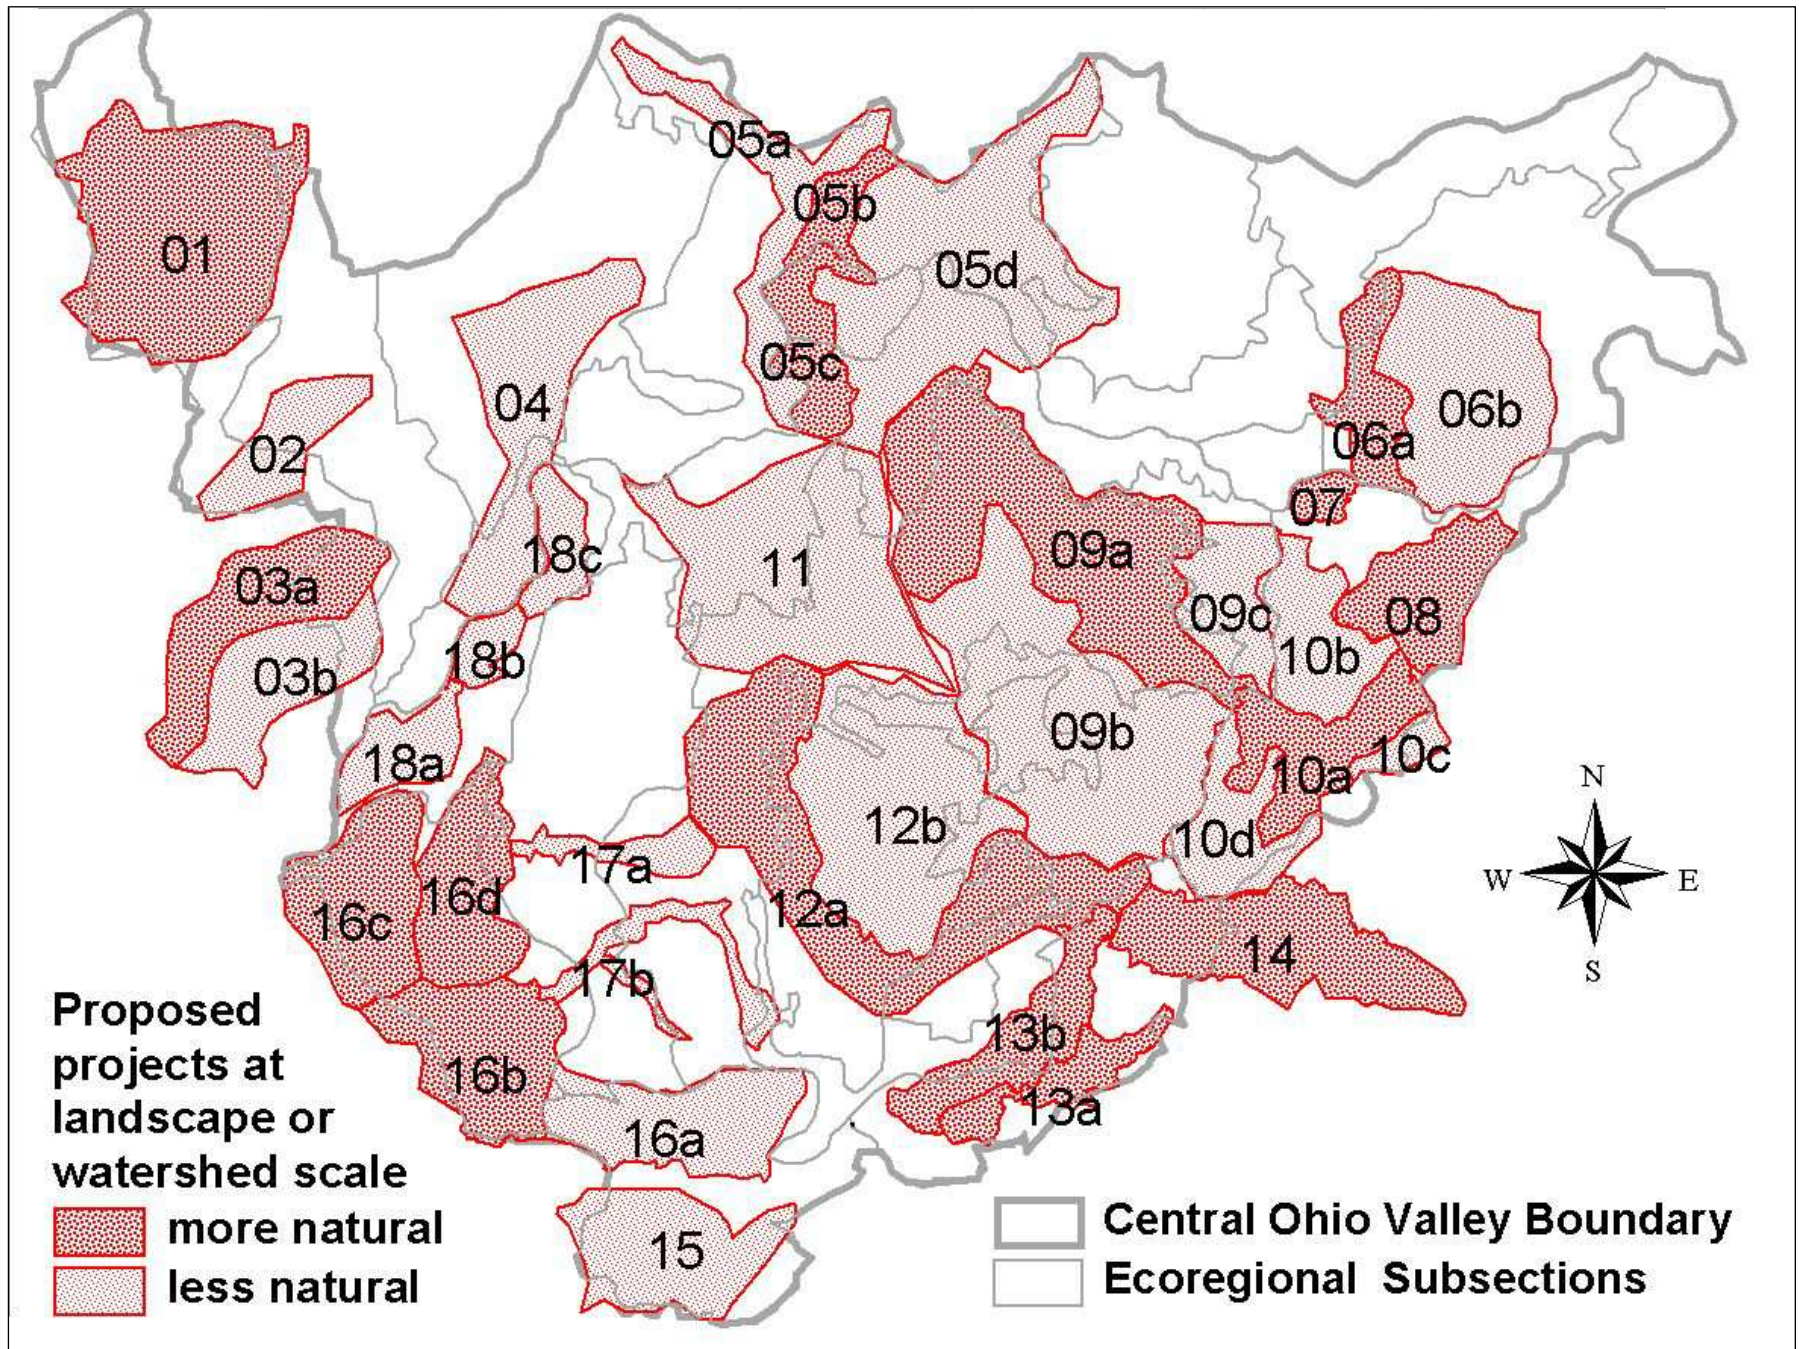 05a
05b
01
05d
05c
04
06b
02
06a
07
18c
11
09a
03a
09c
08
18b
10b
03b
09b
18a
10c
N
10a
12b
10d
17a
W
E
16d
12a
16c
14
17b
S
Proposed
projects at
landscape or
watershed scale
more natural
less natural
13b
16b
13a
16a
15
Central Ohio Valley Boundary
Ecoregional Subsections